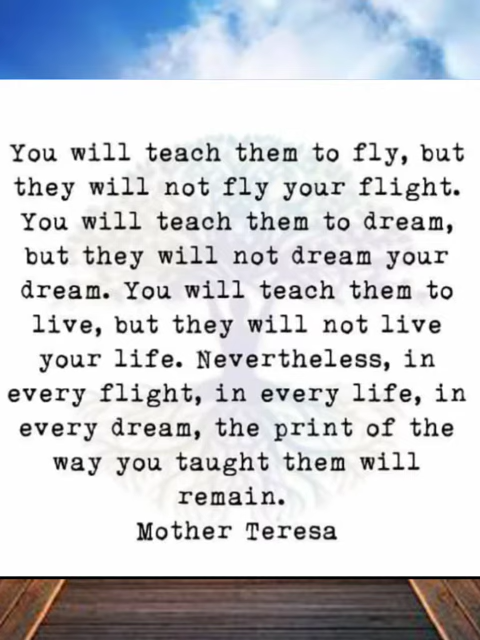 You will teach them to fly, but
they will not fly your flight.
You will teach them to dream,
but they will not dream your
dream. You will teach them to
live, but they will not live
your life. Nevertheless, in
every flight, in every life, in
every dream, the print of the
way you taught them will
remain.
Mother Teresa